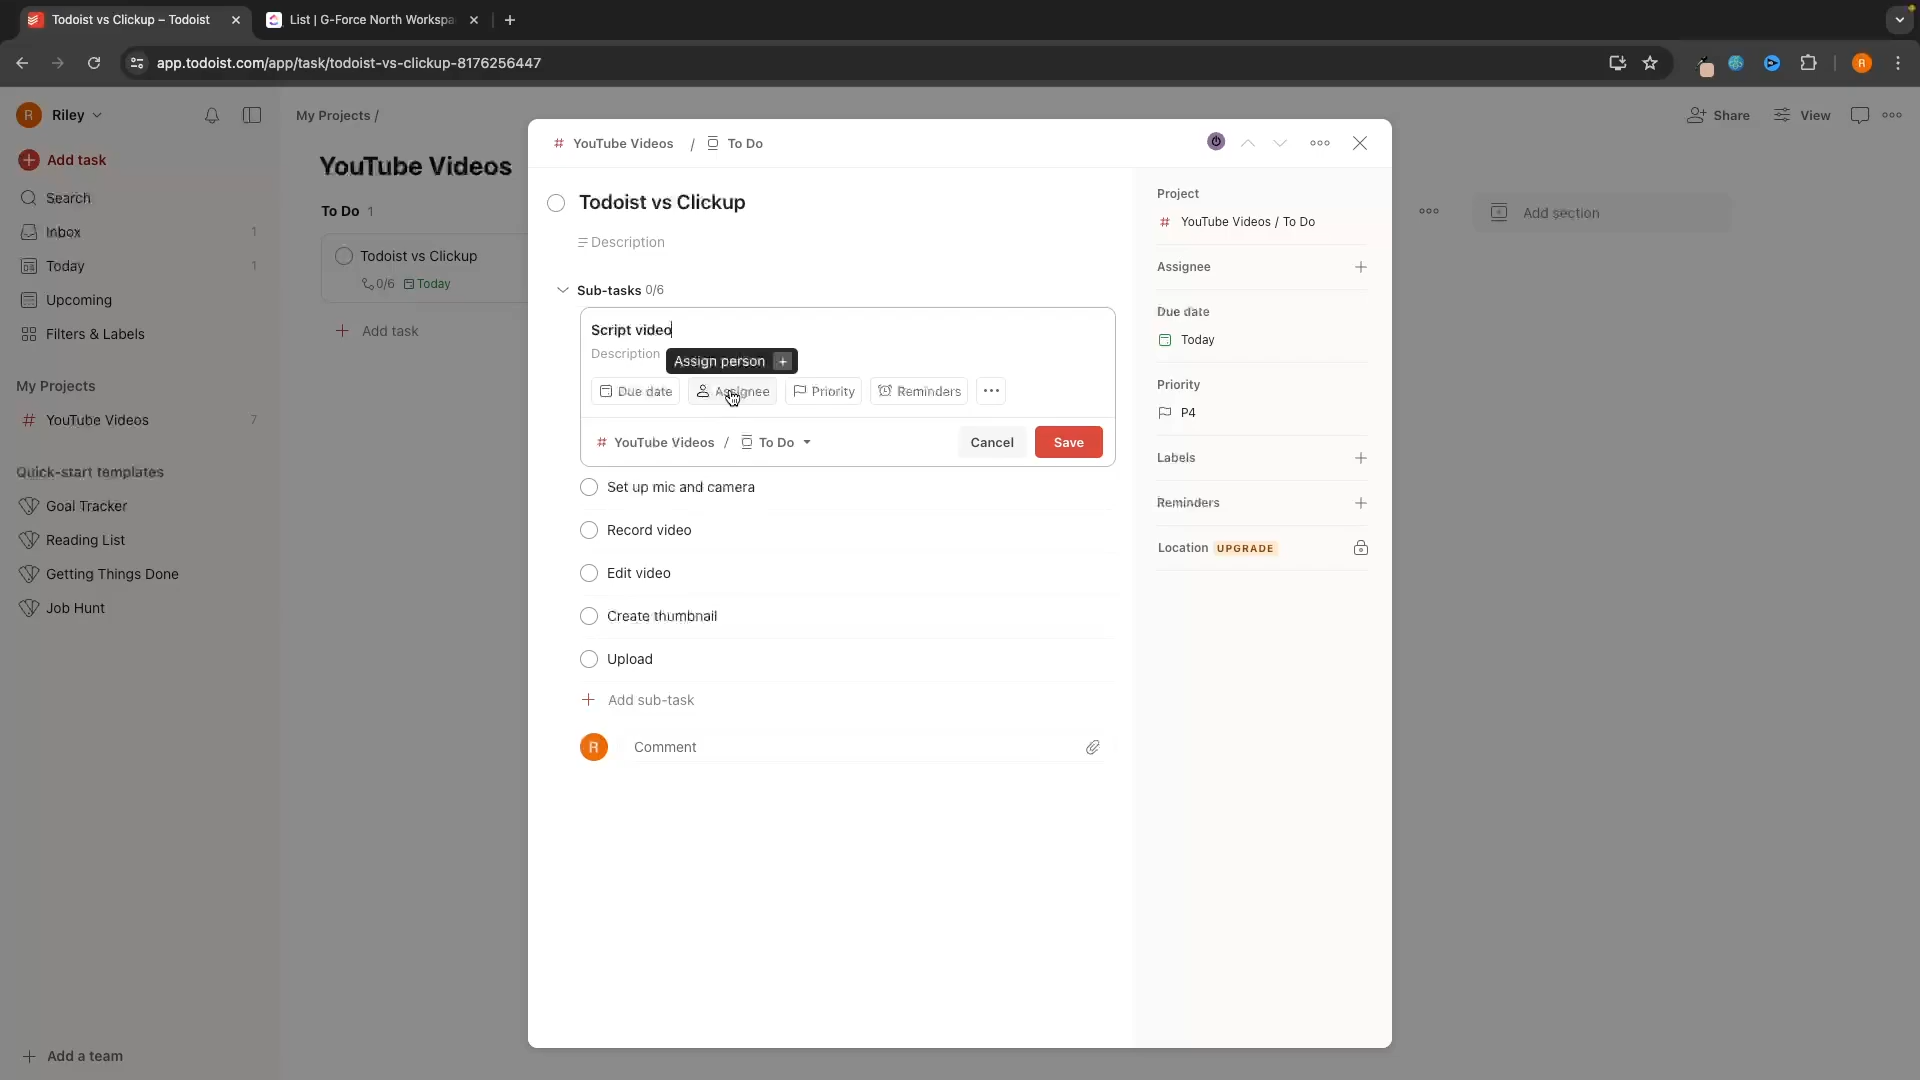 Todoist vs Clickup – Todoist
List | G-Force North Workspa
app.todoist.com/app/task/todoist-vs-clickup-8176256447
R
R
Riley
Add task
Search
Inbox 1
Today 1
Upcoming
Filters & Labels
My Projects
# YouTube Videos 7
Quick-start templates
Goal Tracker
Reading List
Getting Things Done
Job Hunt
+ Add a team
My Projects /
YouTube Videos
To Do 1
Todoist vs Clickup
0/6 Today
+ Add task
Share
View
Add section
# YouTube Videos / To Do
Todoist vs Clickup
Description
Sub-tasks 0/6
Script video
Description
Assign person +
Due date
Assignee
Priority
Reminders
# YouTube Videos / To Do
Cancel
Save
Set up mic and camera
Record video
Edit video
Create thumbnail
Upload
+ Add sub-task
R
Comment
Project
# YouTube Videos / To Do
Assignee +
Due date
Today
Priority
P4
Labels +
Reminders +
Location UPGRADE